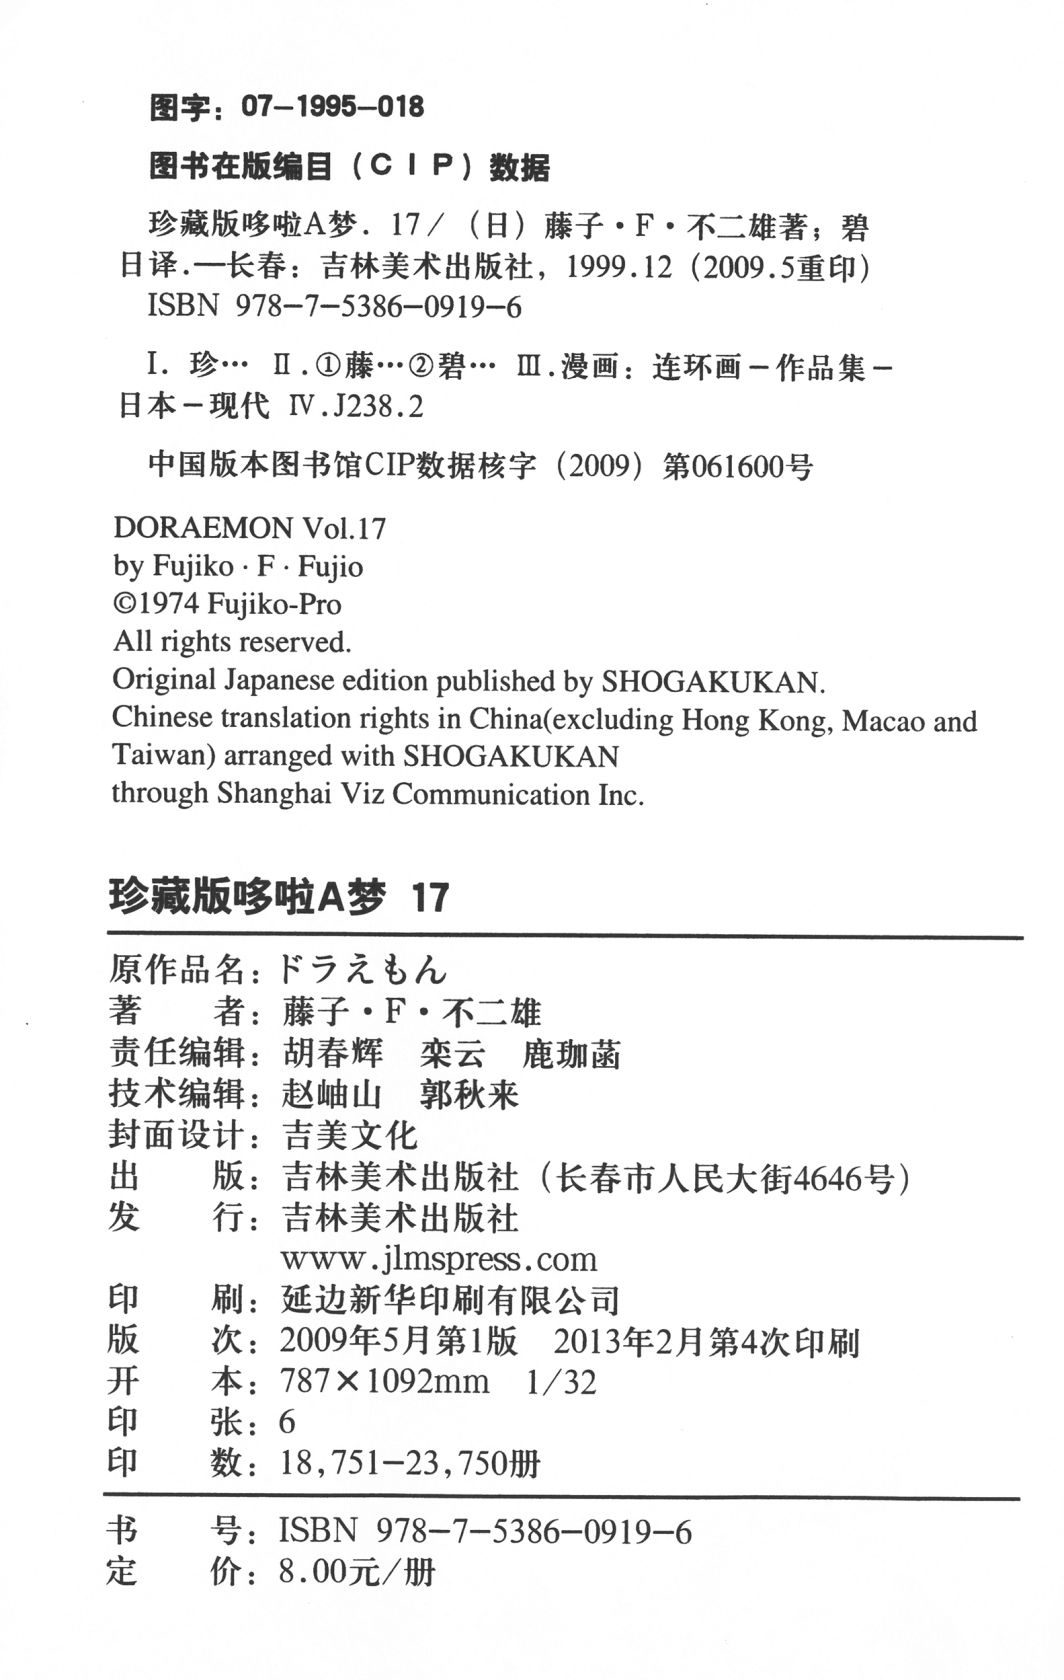 图字：07-1995-018
图书在版编目（CIP）数据
珍藏版哆啦A梦．17/（日）藤子·F·不二雄著；碧
日译.—长春：吉林美术出版社，1999.12（2009.5重印）
ISBN 978-7-5386-0919-6
Ⅰ. 珍… Ⅱ.①藤…②碧… Ⅲ.漫画：连环画－作品集－
日本－现代 Ⅳ.J238.2
中国版本图书馆CIP数据核字（2009）第061600号
DORAEMON Vol.17
by Fujiko · F · Fujio
©1974 Fujiko-Pro
All rights reserved.
Original Japanese edition published by SHOGAKUKAN.
Chinese translation rights in China(excluding Hong Kong, Macao and
Taiwan) arranged with SHOGAKUKAN
through Shanghai Viz Communication Inc.
珍藏版哆啦A梦 17
原作品名：ドラえもん
著　　者：藤子·F·不二雄
责任编辑：胡春辉　栾云　鹿珈菡
技术编辑：赵岫山　郭秋来
封面设计：吉美文化
出　　版：吉林美术出版社（长春市人民大街4646号）
发　　行：吉林美术出版社
www.jlmspress.com
印　　刷：延边新华印刷有限公司
版　　次：2009年5月第1版　2013年2月第4次印刷
开　　本：787×1092mm　1/32
印　　张：6
印　　数：18,751-23,750册
书　　号：ISBN 978-7-5386-0919-6
定　　价：8.00元/册